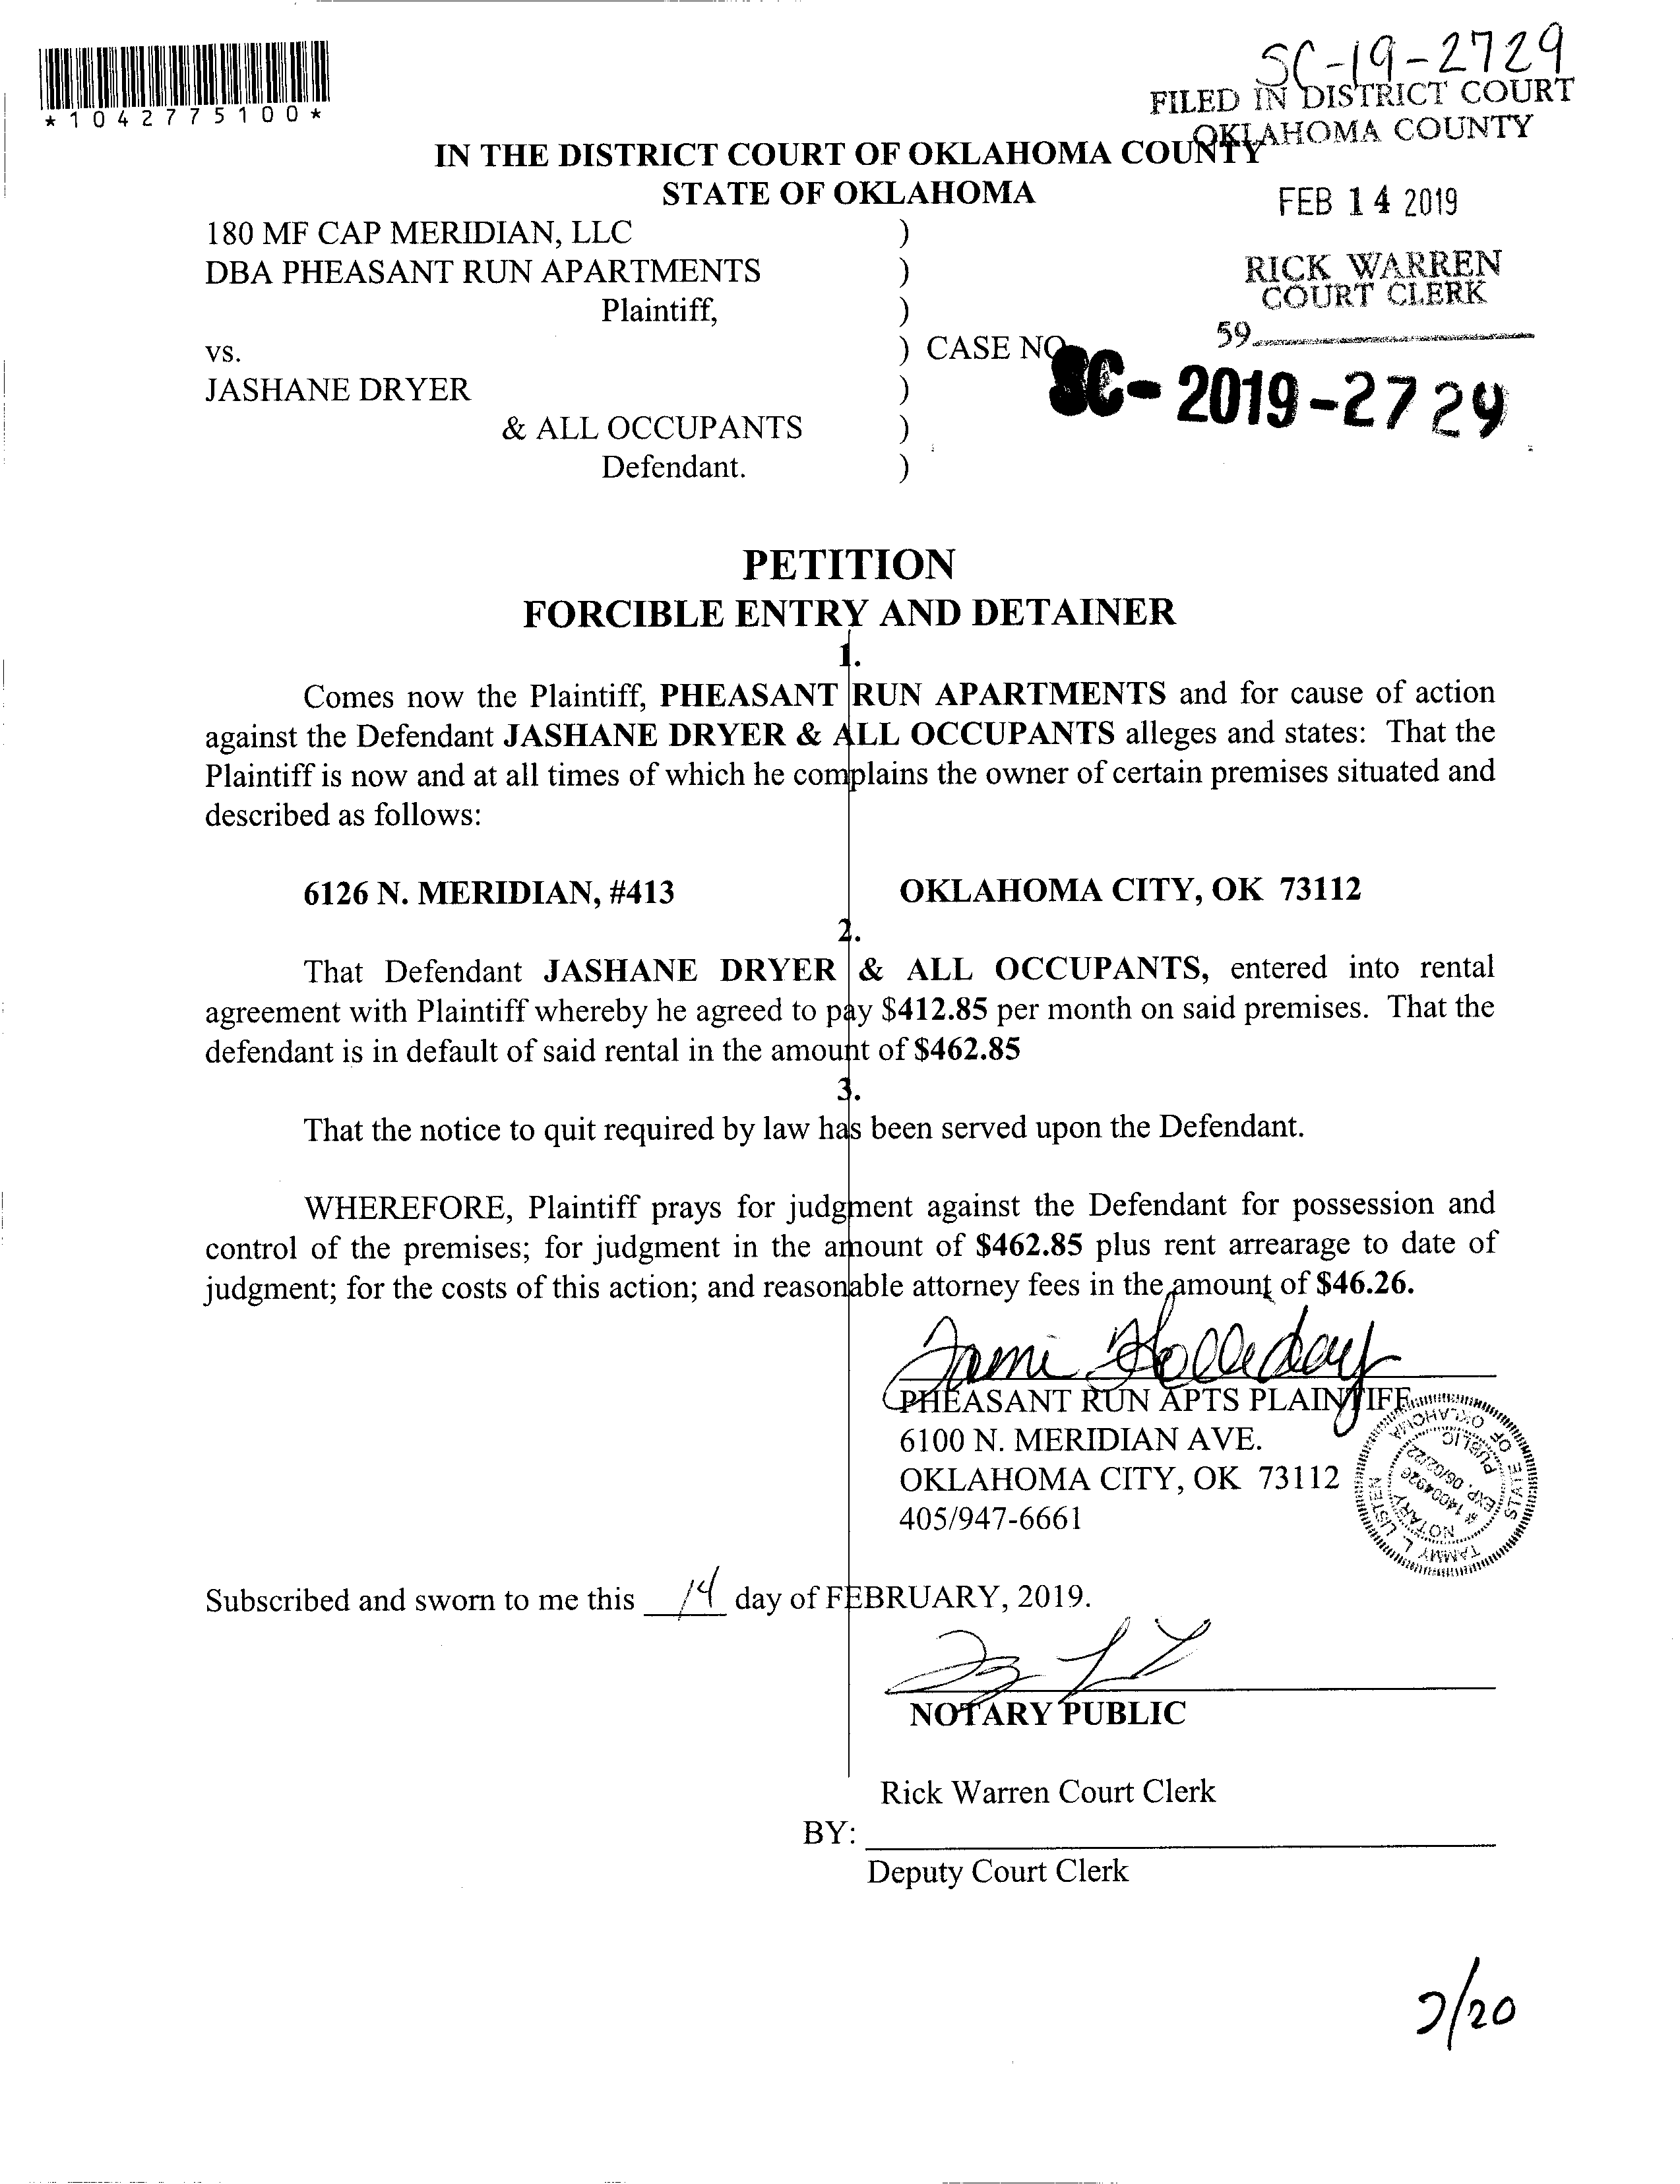 SC-19-2729
FILED IN DISTRICT COURT
OKLAHOMA COUNTY
*1042775100*
IN THE DISTRICT COURT OF OKLAHOMA COUNTY
STATE OF OKLAHOMA
FEB 14 2019
180 MF CAP MERIDIAN, LLC )
DBA PHEASANT RUN APARTMENTS )
RICK WARREN
COURT CLERK
Plaintiff, )
59
vs. ) CASE NO
SC-2019-2729
JASHANE DRYER )
& ALL OCCUPANTS )
Defendant. )
PETITION
FORCIBLE ENTRY AND DETAINER
1.
Comes now the Plaintiff, PHEASANT RUN APARTMENTS and for cause of action
against the Defendant JASHANE DRYER & ALL OCCUPANTS alleges and states: That the
Plaintiff is now and at all times of which he complains the owner of certain premises situated and
described as follows:
6126 N. MERIDIAN, #413 OKLAHOMA CITY, OK 73112
2.
That Defendant JASHANE DRYER & ALL OCCUPANTS, entered into rental
agreement with Plaintiff whereby he agreed to pay $412.85 per month on said premises. That the
defendant is in default of said rental in the amount of $462.85
3.
That the notice to quit required by law has been served upon the Defendant.
WHEREFORE, Plaintiff prays for judgment against the Defendant for possession and
control of the premises; for judgment in the amount of $462.85 plus rent arrearage to date of
judgment; for the costs of this action; and reasonable attorney fees in the amount of $46.26.
Jami Holleday
PHEASANT RUN APTS PLAINTIFF
6100 N. MERIDIAN AVE.
OKLAHOMA CITY, OK 73112
405/947-6661
TAMMY L. LISTEN
STATE OF OKLAHOMA
NOTARY PUBLIC
# 14004926
EXP. 06/02/22
Subscribed and sworn to me this 14 day of FEBRUARY, 2019.
NOTARY PUBLIC
Rick Warren Court Clerk
BY:
Deputy Court Clerk